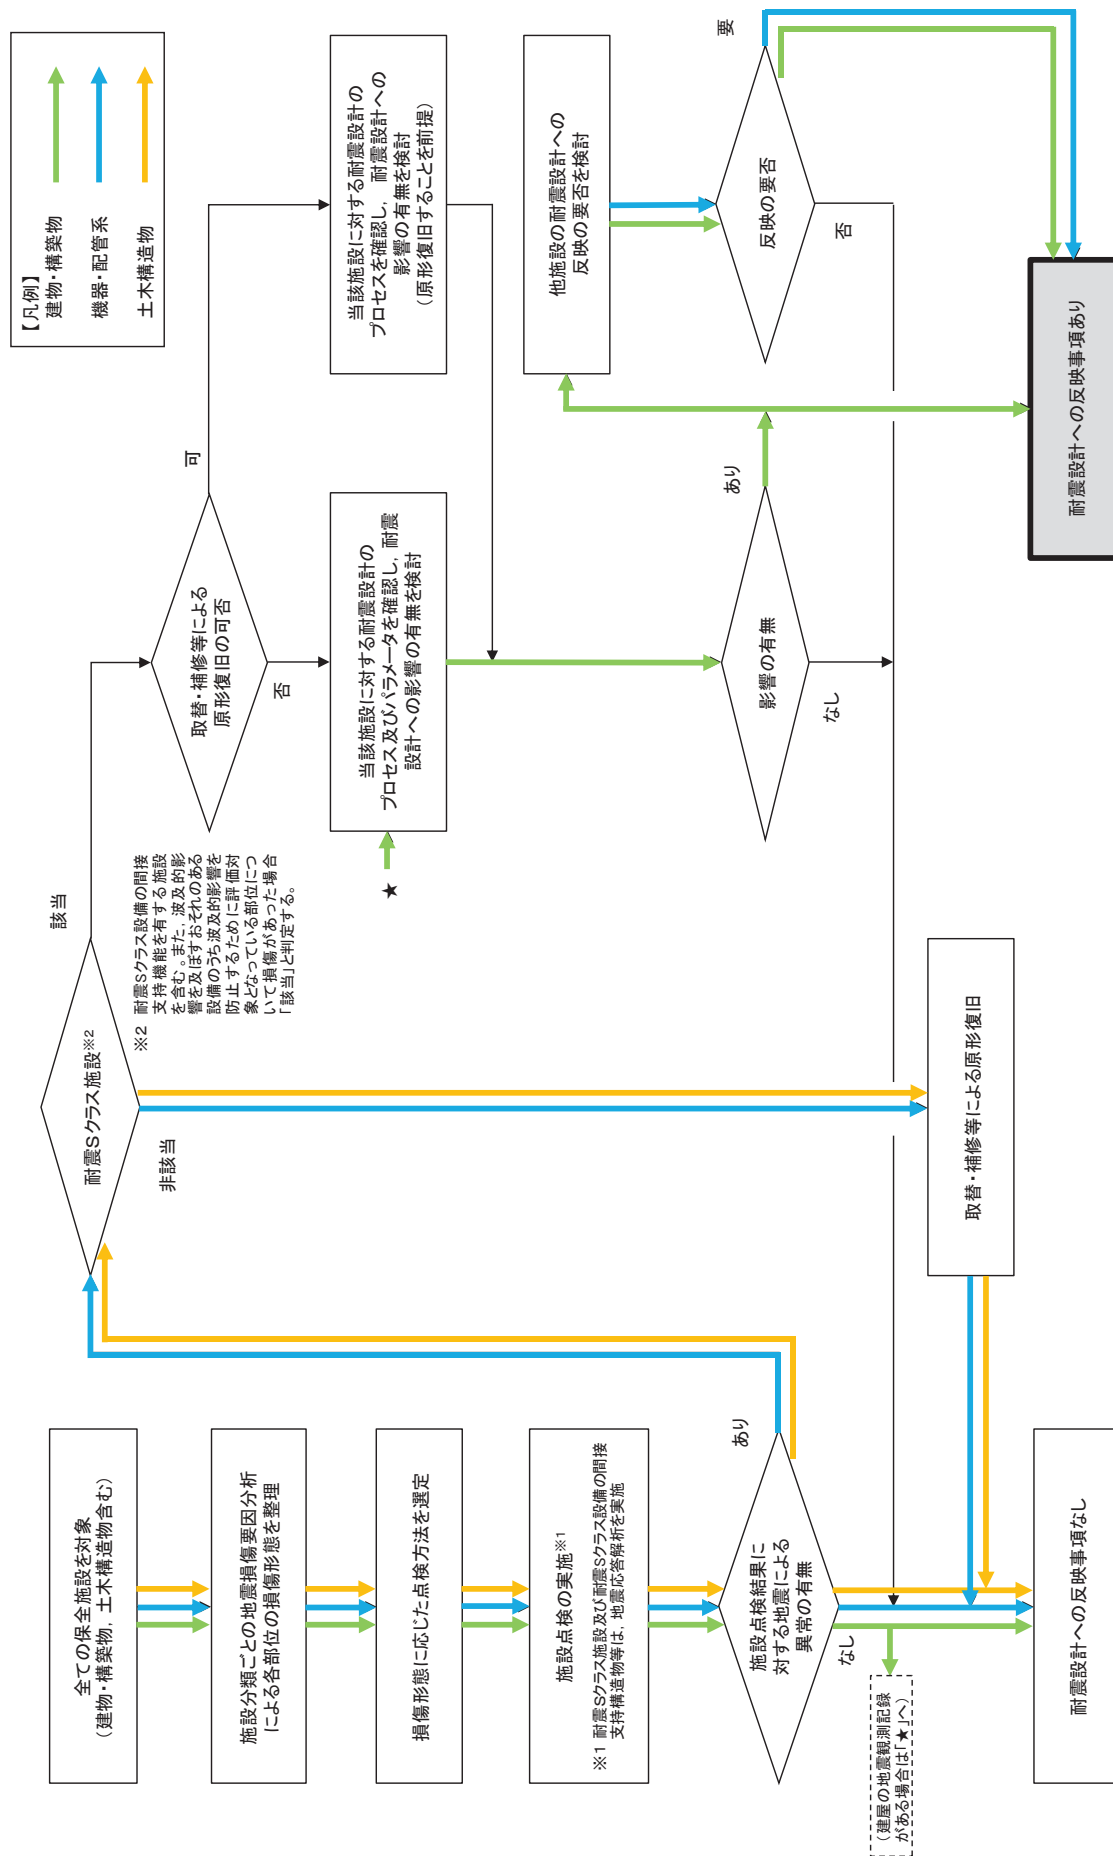 全ての保全施設を対象
（建物・構築物，土木構造物含む）
施設分類ごとの地震損傷要因分析
による各部位の損傷形態を整理
損傷形態に応じた点検方法を選定
施設点検の実施※1
※1 耐震Sクラス施設及び耐震Sクラス設備の間接
支持構造物等は，地震応答解析を実施
施設点検結果に
対する地震による
異常の有無
あり
なし
（建屋の地震観測記録
がある場合は「★」へ）
耐震設計への反映事項なし
耐震Sクラス施設※2
該当
非該当
※2 耐震Sクラス設備の間接
支持機能を有する施設
を含む。また，波及的影
響を及ぼすおそれのある
設備のうち波及的影響を
防止するために評価対
象となっている部位につ
いて損傷があった場合
「該当」と判定する。
取替・補修等による原形復旧
取替・補修等による
原形復旧の可否
可
否
★
当該施設に対する耐震設計の
プロセス及びパラメータを確認し，耐震
設計への影響の有無を検討
影響の有無
あり
なし
【凡例】
建物・構築物
機器・配管系
土木構造物
当該施設に対する耐震設計の
プロセスを確認し， 耐震設計への
影響の有無を検討
（原形復旧することを前提）
他施設の耐震設計への
反映の要否を検討
反映の要否
要
否
耐震設計への反映事項あり